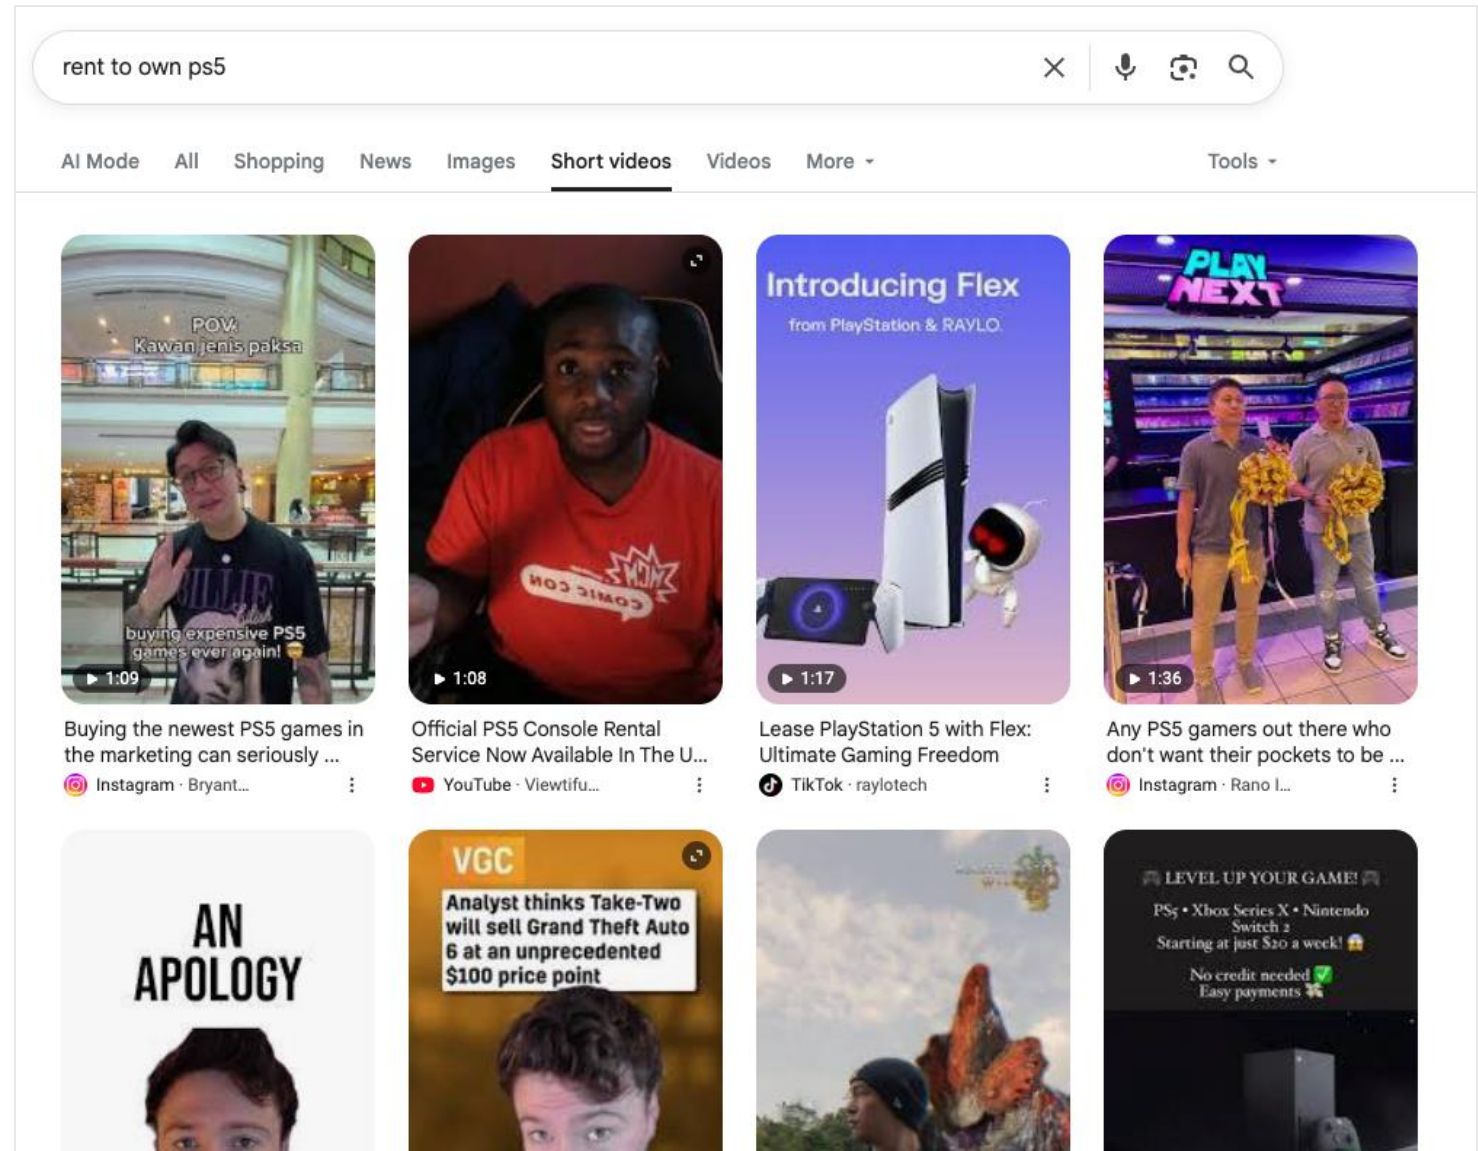 rent to own ps5
AI Mode
All
Shopping
News
Images
Short videos
Videos
More
Tools
POV:
Kawan jenis paksa
BILLIE
Eilish
buying expensive PS5
games ever again! 🤯
1:09
Buying the newest PS5 games in
the marketing can seriously ...
Instagram · Bryant...
MCM
COMIC CON
1:08
Official PS5 Console Rental
Service Now Available In The U...
YouTube · Viewtifu...
Introducing Flex
from PlayStation & RAYLO.
1:17
Lease PlayStation 5 with Flex:
Ultimate Gaming Freedom
TikTok · raylotech
PLAY
NEXT
1:36
Any PS5 gamers out there who
don't want their pockets to be ...
Instagram · Rano I...
AN
APOLOGY
VGC
Analyst thinks Take-Two
will sell Grand Theft Auto
6 at an unprecedented
$100 price point
🎮 LEVEL UP YOUR GAME! 🎮
PS5 • Xbox Series X • Nintendo
Switch 2
Starting at just $20 a week! 😱
No credit needed ✅
Easy payments 💸